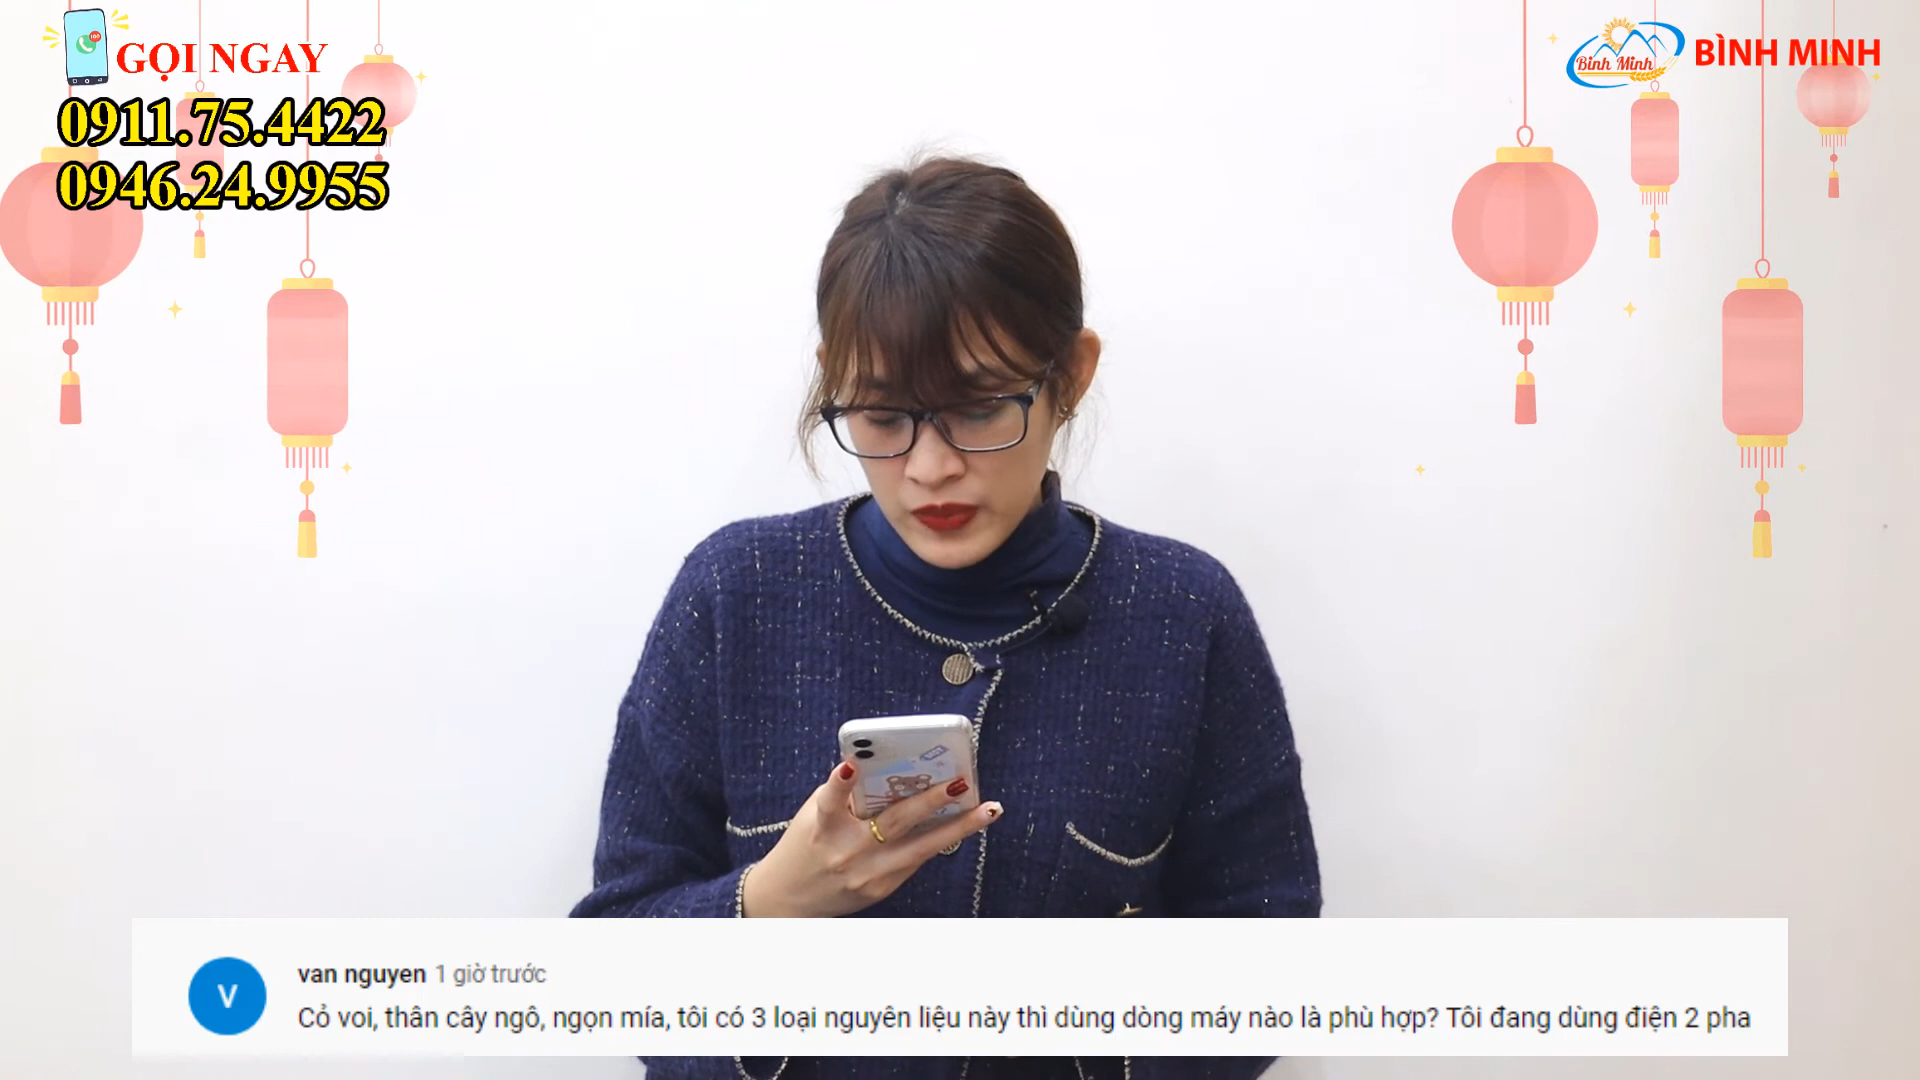 GỌI NGAY
0911.75.4422
0946.24.9955
Bình Minh
BÌNH MINH
V
van nguyen 1 giờ trước
Cỏ voi, thân cây ngô, ngọn mía, tôi có 3 loại nguyên liệu này thì dùng dòng máy nào là phù hợp? Tôi đang dùng điện 2 pha